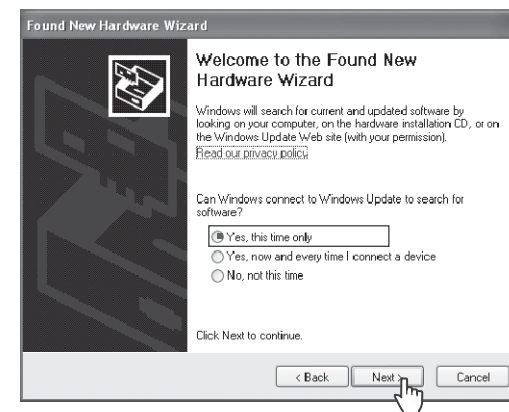 Found New Hardware Wizard
Welcome to the Found New
Hardware Wizard
Windows will search for current and updated software by
looking on your computer, on the hardware installation CD, or on
the Windows Update Web site (with your permission).
Read our privacy policy
Can Windows connect to Windows Update to search for
software?
Yes, this time only
Yes, now and every time I connect a device
No, not this time
Click Next to continue.
< Back Next > Cancel